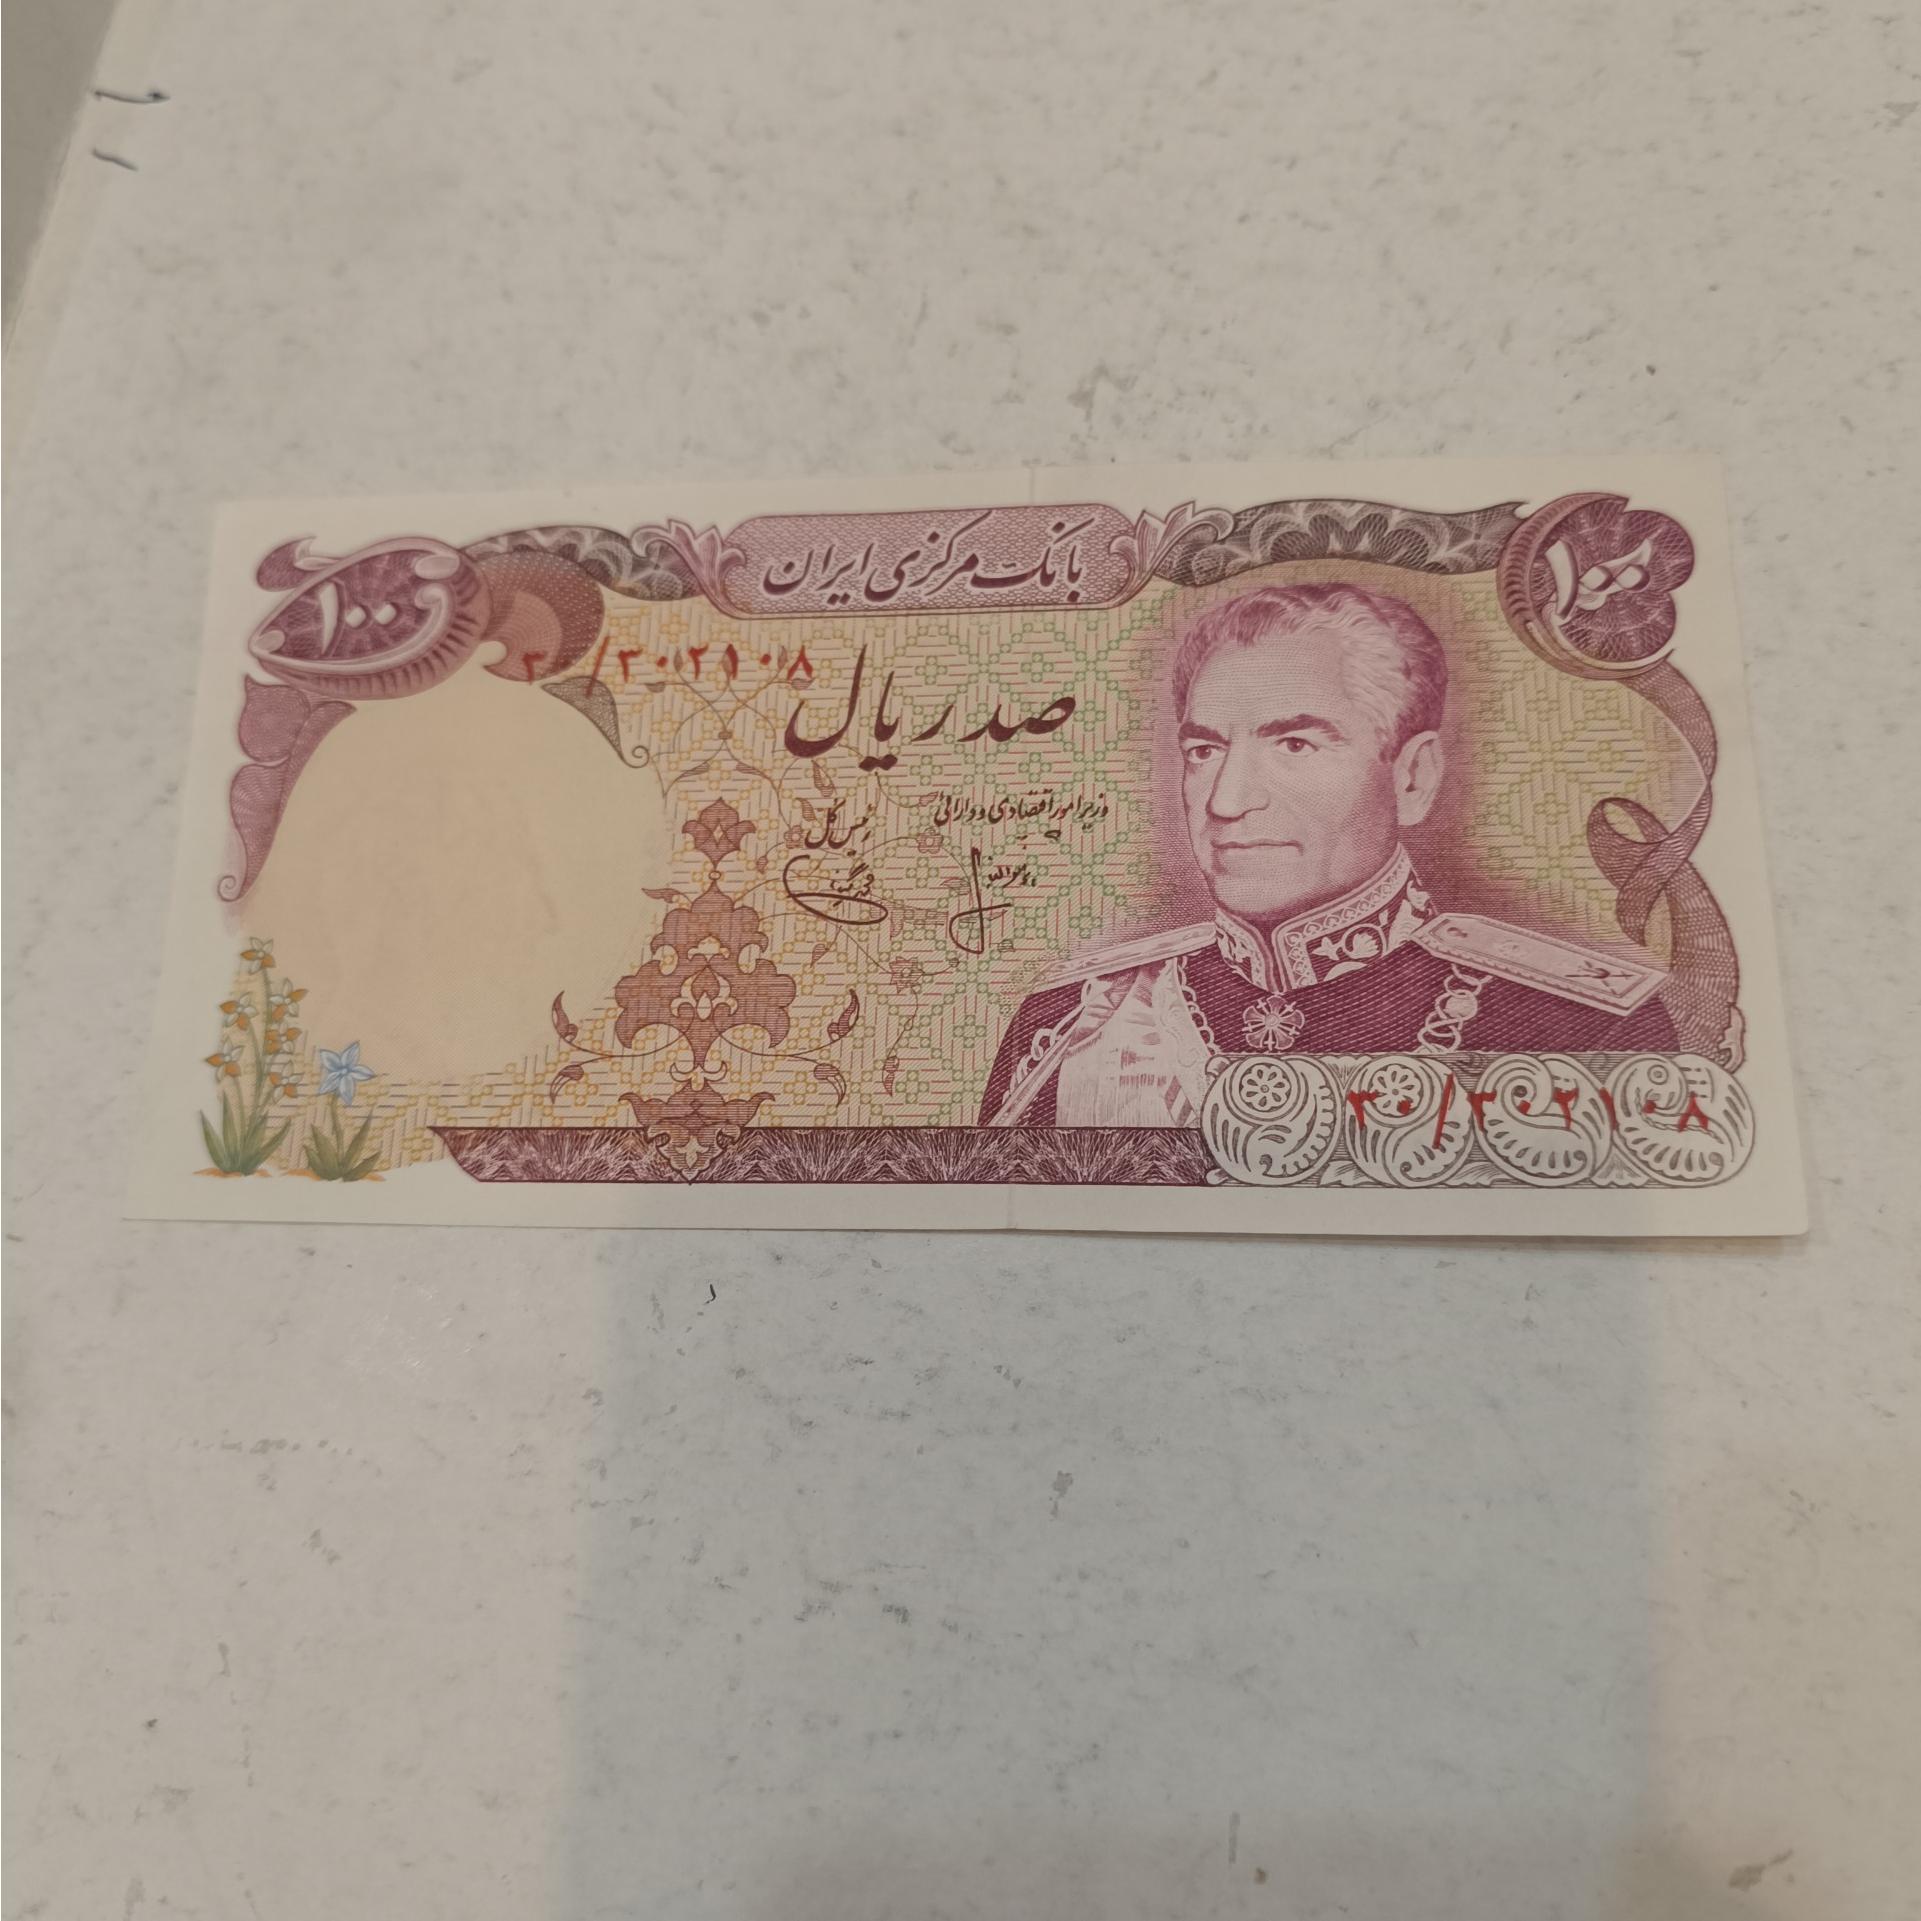 بانک مرکزی ایران
۱۰۰
۱۰۰
۳۰/۳۰۲۱۰۸
صد ریال
وزیر امور اقتصادی و دارائی
رئیس کل
۳۰/۳۰۲۱۰۸